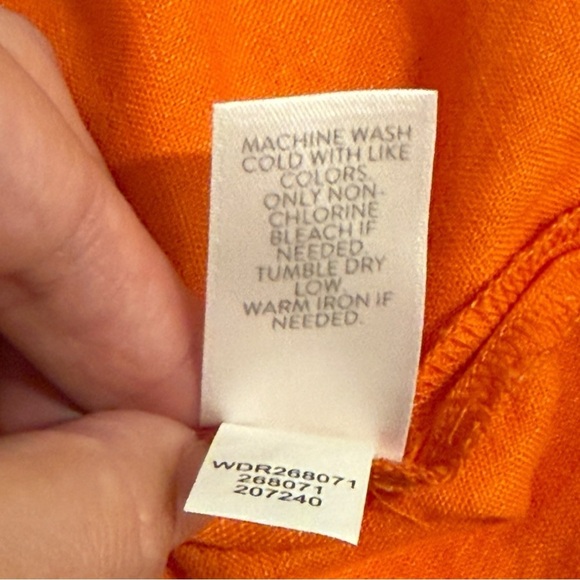 MACHINE WASH
COLD WITH LIKE
COLORS.
ONLY NON-
CHLORINE
BLEACH IF
NEEDED.
TUMBLE DRY
LOW.
WARM IRON IF
NEEDED.
WDR268071
268071
207240